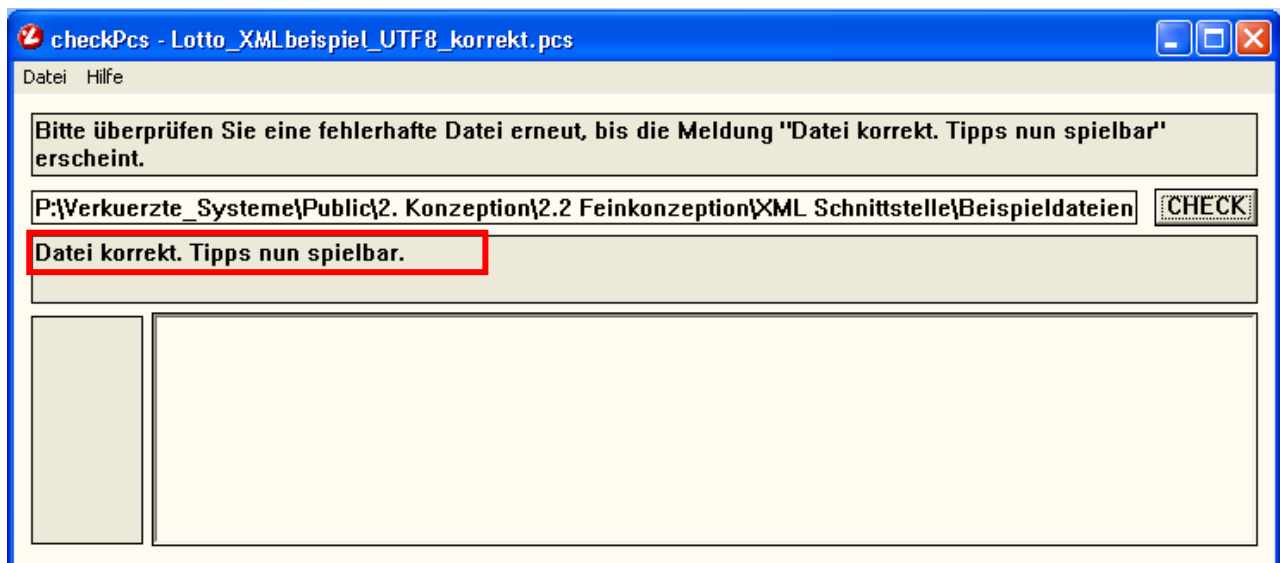 checkPcs - Lotto_XMLbeispiel_UTF8_korrekt.pcs
Datei Hilfe
Bitte überprüfen Sie eine fehlerhafte Datei erneut, bis die Meldung "Datei korrekt. Tipps nun spielbar"
erscheint.
P:\Verkuerzte_Systeme\Public\2. Konzeption\2.2 Feinkonzeption\XML Schnittstelle\Beispieldateien CHECK
Datei korrekt. Tipps nun spielbar.